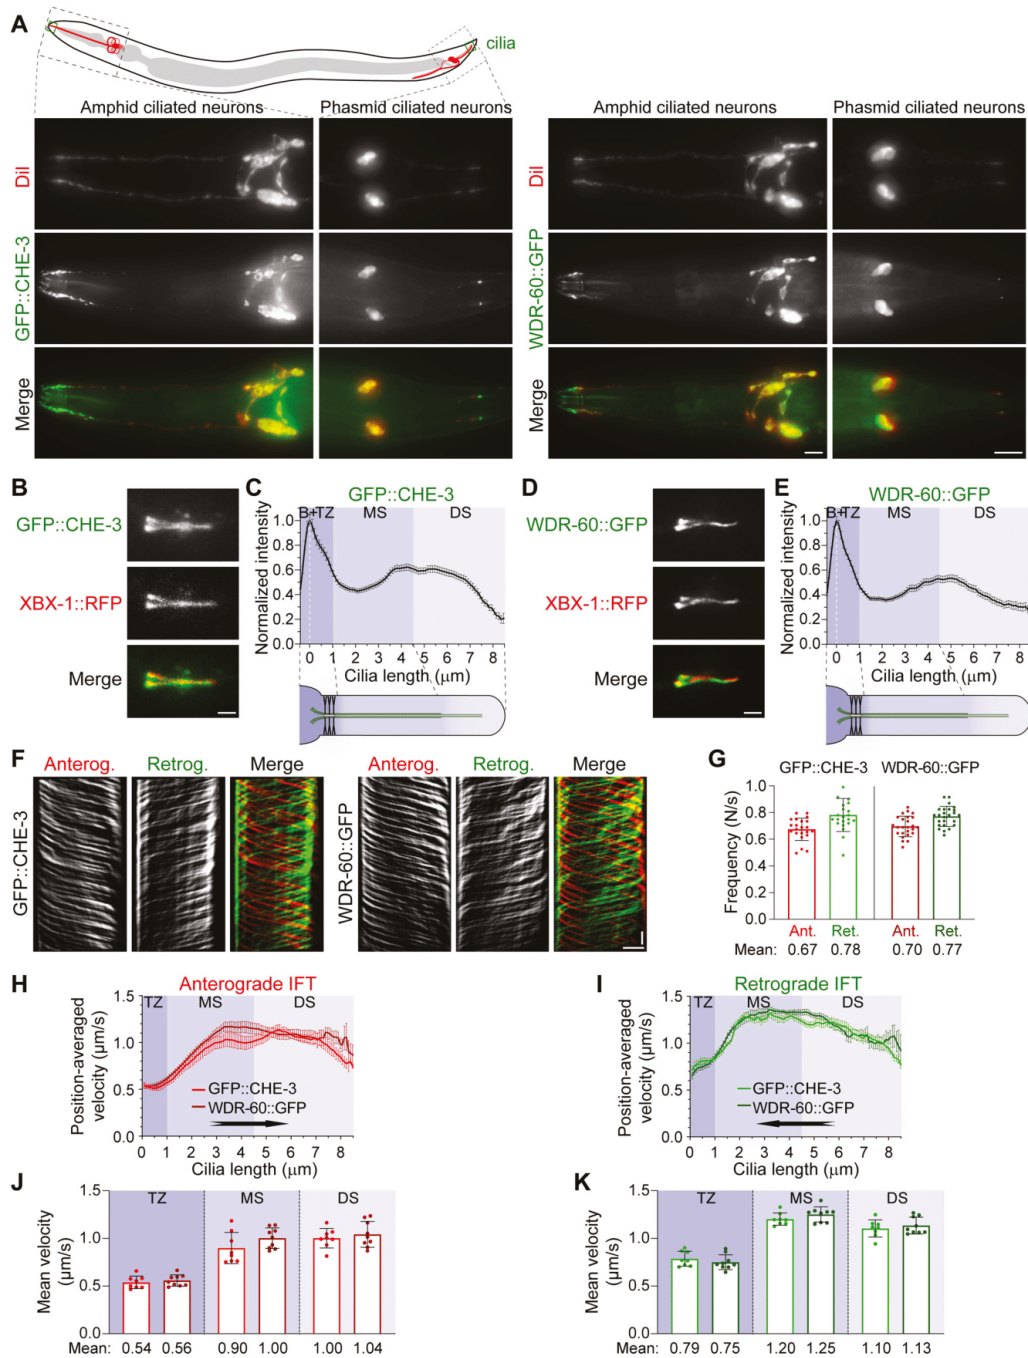 A
cilia
Amphid ciliated neurons
Phasmid ciliated neurons
Amphid ciliated neurons
Phasmid ciliated neurons
DiI
GFP::CHE-3
Merge
DiI
WDR-60::GFP
Merge
B
GFP::CHE-3
XBX-1::RFP
Merge
C
GFP::CHE-3
B+TZ MS DS
Normalized intensity
1.0
0.8
0.6
0.4
0.2
0.0
0 1 2 3 4 5 6 7 8
Cilia length (μm)
D
WDR-60::GFP
XBX-1::RFP
Merge
E
WDR-60::GFP
B+TZ MS DS
Normalized intensity
1.0
0.8
0.6
0.4
0.2
0.0
0 1 2 3 4 5 6 7 8
Cilia length (μm)
F
Anterog. Retrog. Merge
GFP::CHE-3
Anterog. Retrog. Merge
WDR-60::GFP
G
GFP::CHE-3 WDR-60::GFP
Frequency (N/s)
1.0
0.8
0.6
0.4
0.2
0.0
Ant. Ret. Ant. Ret.
Mean: 0.67 0.78 0.70 0.77
H
Anterograde IFT
TZ MS DS
Position-averaged
velocity (μm/s)
1.5
1.0
0.5
0.0
GFP::CHE-3
WDR-60::GFP
0 1 2 3 4 5 6 7 8
Cilia length (μm)
I
Retrograde IFT
TZ MS DS
Position-averaged
velocity (μm/s)
1.5
1.0
0.5
0.0
GFP::CHE-3
WDR-60::GFP
0 1 2 3 4 5 6 7 8
Cilia length (μm)
J
TZ MS DS
Mean velocity
(μm/s)
1.5
1.0
0.5
0.0
Mean: 0.54 0.56 0.90 1.00 1.00 1.04
K
TZ MS DS
Mean velocity
(μm/s)
1.5
1.0
0.5
0.0
Mean: 0.79 0.75 1.20 1.25 1.10 1.13